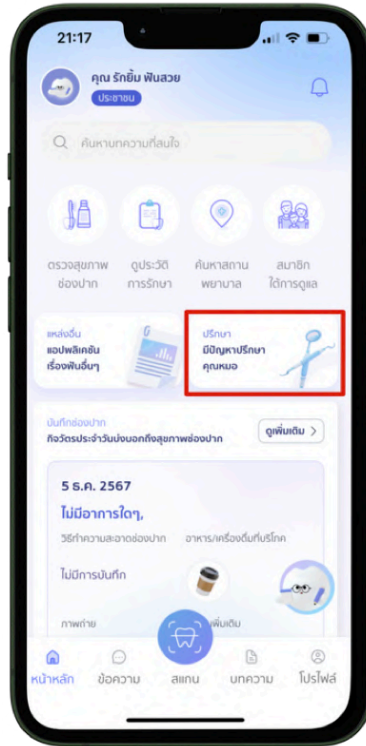 21:17
คุณ รักยิ้ม ฟันสวย
ประชาชน
ค้นหาบทความที่สนใจ
ตรวจสุขภาพ
ช่องปาก
ดูประวัติ
การรักษา
ค้นหาสถาน
พยาบาล
สมาชิก
ใต้การดูแล
แหล่งอื่น
แอปพลิเคชัน
เรื่องฟันอื่นๆ
ปรึกษา
มีปัญหาปรึกษา
คุณหมอ
บันทึกช่องปาก
กิจวัตรประจำวันบ่งบอกถึงสุขภาพช่องปาก
ดูเพิ่มเติม >
5 ธ.ค. 2567
ไม่มีอาการใดๆ,
วิธีทำความสะอาดช่องปาก
อาหาร/เครื่องดื่มที่บริโภค
ไม่มีการบันทึก
ภาพถ่าย
เพิ่มเติม
หน้าหลัก
ข้อความ
สแกน
บทความ
โปรไฟล์